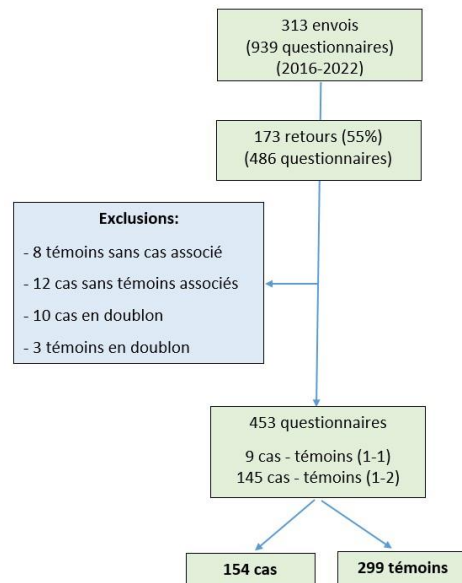 313 envois
(939 questionnaires)
(2016-2022)
173 retours (55%)
(486 questionnaires)
Exclusions:
- 8 témoins sans cas associé
- 12 cas sans témoins associés
- 10 cas en doublon
- 3 témoins en doublon
453 questionnaires
9 cas - témoins (1-1)
145 cas - témoins (1-2)
154 cas
299 témoins